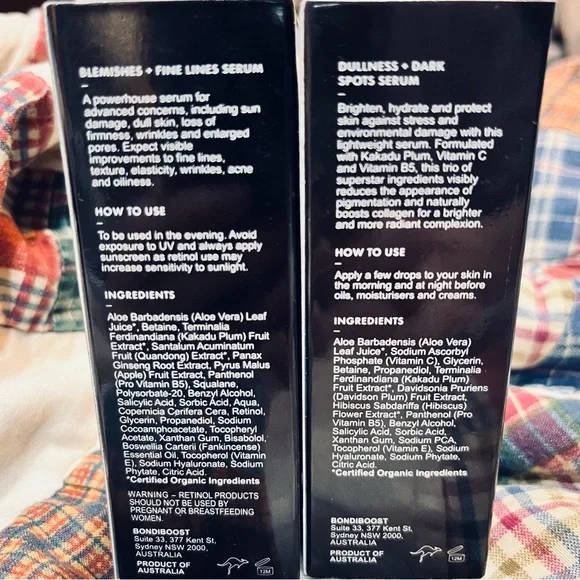 BLEMISHES + FINE LINES SERUM
A powerhouse serum for
advanced concerns, including sun
damage, dull skin, loss of
firmness, wrinkles and enlarged
pores. Expect visible
improvements to fine lines,
texture, elasticity, wrinkles, acne
and oiliness.
HOW TO USE
To be used in the evening. Avoid
exposure to UV and always apply
sunscreen as retinol use may
increase sensitivity to sunlight.
INGREDIENTS
Aloe Barbadensis (Aloe Vera) Leaf
Juice*, Betaine, Terminalia
Ferdinandiana (Kakadu Plum) Fruit
Extract*, Santalum Acuminatum
Fruit (Quandong) Extract*, Panax
Ginseng Root Extract, Pyrus Malus
(Apple) Fruit Extract, Panthenol
(Pro Vitamin B5), Squalane,
Polysorbate-20, Benzyl Alcohol,
Salicylic Acid, Sorbic Acid, Aqua,
Copernicia Cerifera Cera, Retinol,
Glycerin, Propanediol, Sodium
Cocoamphoacetate, Tocopheryl
Acetate, Xanthan Gum, Bisabolol,
Boswellia Carterii (Fankincense)
Essential Oil, Tocopherol (Vitamin
E), Sodium Hyaluronate, Sodium
Phytate, Citric Acid.
*Certified Organic Ingredients
WARNING – RETINOL PRODUCTS
SHOULD NOT BE USED BY
PREGNANT OR BREASTFEEDING
WOMEN.
BONDIBOOST
Suite 33, 377 Kent St,
Sydney NSW 2000,
AUSTRALIA
PRODUCT OF
AUSTRALIA
12M
DULLNESS + DARK
SPOTS SERUM
Brighten, hydrate and protect
skin against stress and
environmental damage with this
lightweight serum. Formulated
with Kakadu Plum, Vitamin C
and Vitamin B5, this trio of
superstar ingredients visibly
reduces the appearance of
pigmentation and naturally
boosts collagen for a brighter
and more radiant complexion.
HOW TO USE
Apply a few drops to your skin in
the morning and at night before
oils, moisturisers and creams.
INGREDIENTS
Aloe Barbadensis (Aloe Vera)
Leaf Juice*, Sodium Ascorbyl
Phosphate (Vitamin C), Glycerin,
Betaine, Propanediol, Terminalia
Ferdinandiana (Kakadu Plum)
Fruit Extract*, Davidsonia Pruriens
(Davidson Plum) Fruit Extract,
Hibiscus Sabdariffa (Hibiscus)
Flower Extract*, Panthenol (Pro
Vitamin B5), Benzyl Alcohol,
Salicylic Acid, Sorbic Acid,
Xanthan Gum, Sodium PCA,
Tocopherol (Vitamin E), Sodium
Hyaluronate, Sodium Phytate,
Citric Acid.
*Certified Organic Ingredients
BONDIBOOST
Suite 33, 377 Kent St,
Sydney NSW 2000,
AUSTRALIA
PRODUCT OF
AUSTRALIA
12M